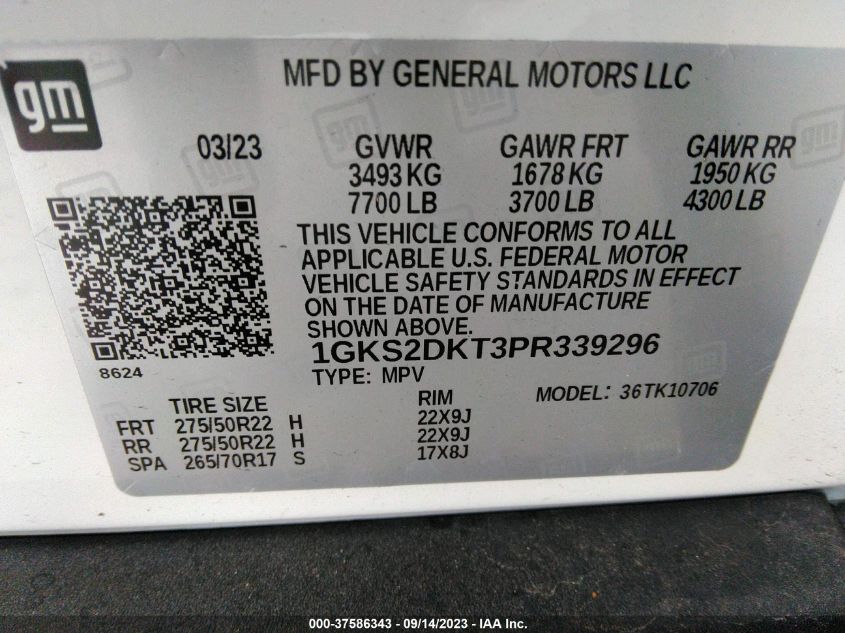 gm
MFD BY GENERAL MOTORS LLC
03/23 GVWR GAWR FRT GAWR RR
3493 KG 1678 KG 1950 KG
7700 LB 3700 LB 4300 LB
THIS VEHICLE CONFORMS TO ALL
APPLICABLE U.S. FEDERAL MOTOR
VEHICLE SAFETY STANDARDS IN EFFECT
ON THE DATE OF MANUFACTURE
SHOWN ABOVE.
1GKS2DKT3PR339296
8624
TYPE: MPV
MODEL: 36TK10706
TIRE SIZE RIM
FRT 275/50R22 H 22X9J
RR 275/50R22 H 22X9J
SPA 265/70R17 S 17X8J
000-37586343 - 09/14/2023 - IAA Inc.